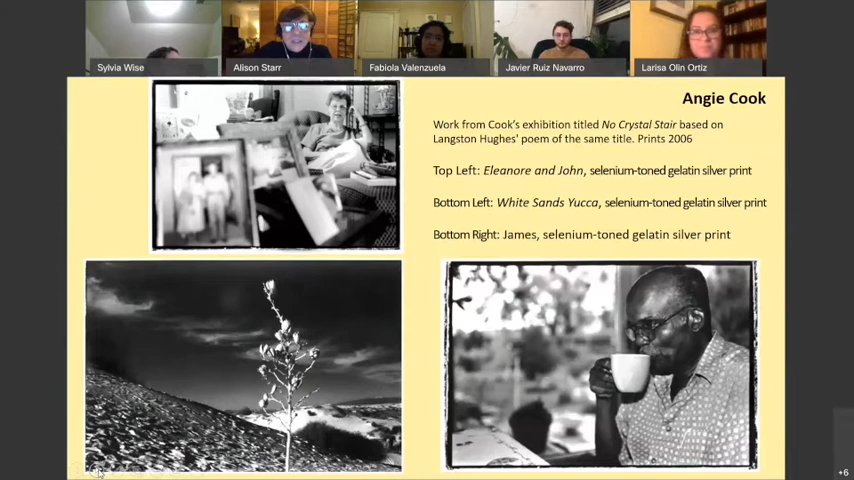 Sylvia Wise
Alison Starr
Fabiola Valenzuela
Javier Ruiz Navarro
Larisa Olin Ortiz
Angie Cook
Work from Cook's exhibition titled No Crystal Stair based on
Langston Hughes' poem of the same title. Prints 2006
Top Left: Eleanore and John, selenium-toned gelatin silver print
Bottom Left: White Sands Yucca, selenium-toned gelatin silver print
Bottom Right: James, selenium-toned gelatin silver print
+6